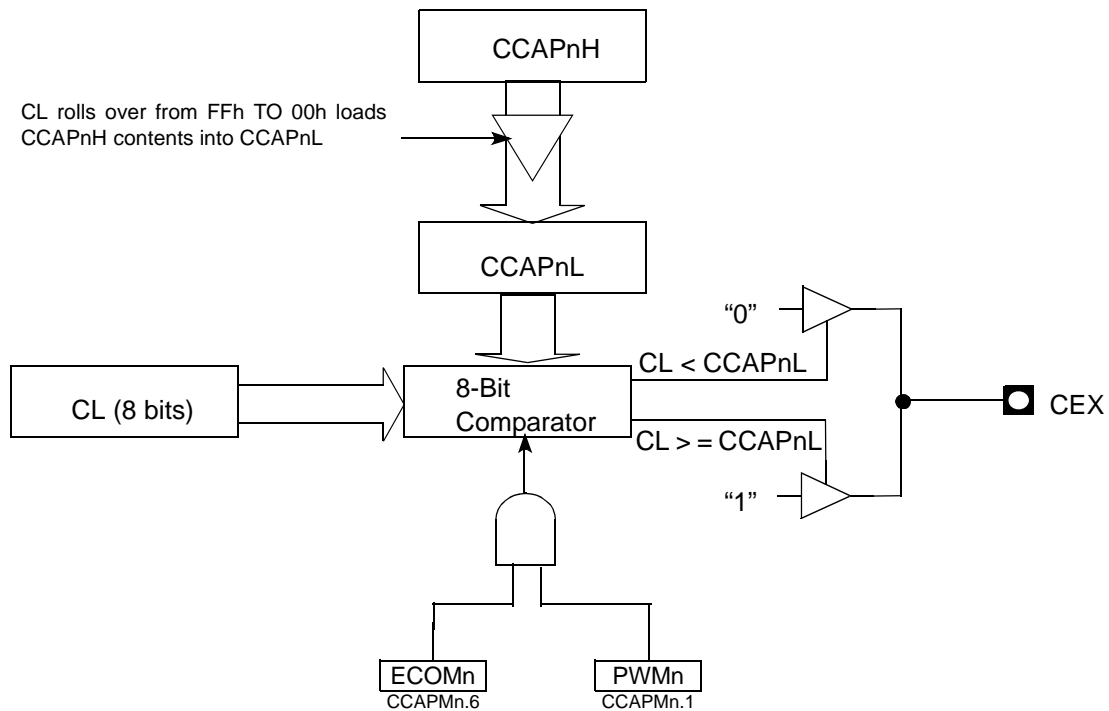 CCAPnH
CL rolls over from FFh TO 00h loads
CCAPnH contents into CCAPnL
CCAPnL
“0”
CL < CCAPnL
CL (8 bits)
8-Bit
Comparator
CEX
CL > = CCAPnL
“1”
ECOMn
PWMn
CCAPMn.6
CCAPMn.1